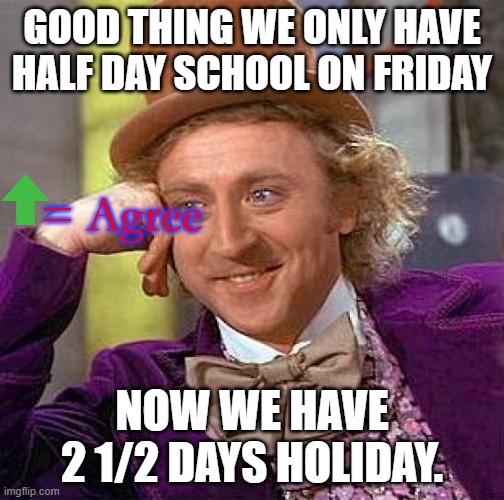 GOOD THING WE ONLY HAVE
HALF DAY SCHOOL ON FRIDAY
= Agree
NOW WE HAVE
2 1/2 DAYS HOLIDAY.
imgflip.com